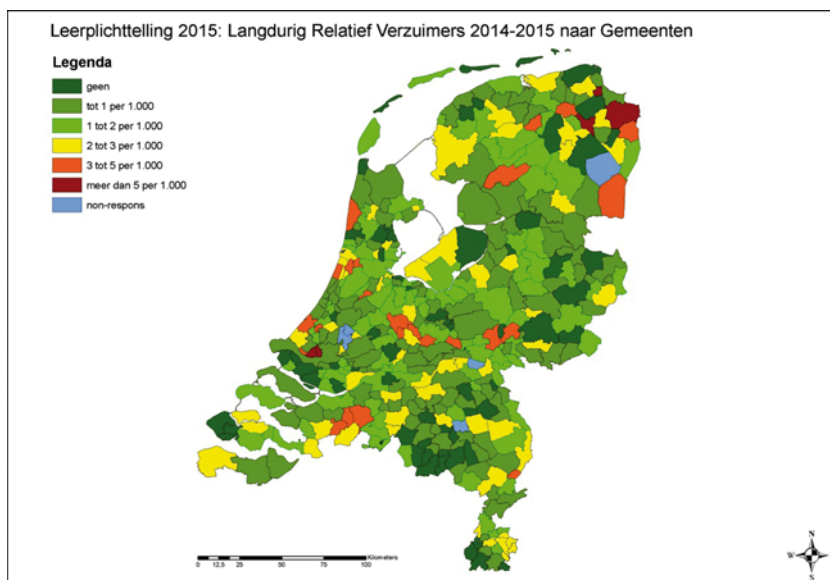 Leerplichttelling 2015: Langdurig Relatief Verzuimers 2014-2015 naar Gemeenten
Legenda
geen
tot 1 per 1.000
1 tot 2 per 1.000
2 tot 3 per 1.000
3 tot 5 per 1.000
meer dan 5 per 1.000
non-respons
Kilometers
0 12,5 25 50 75 100
N
W E
S